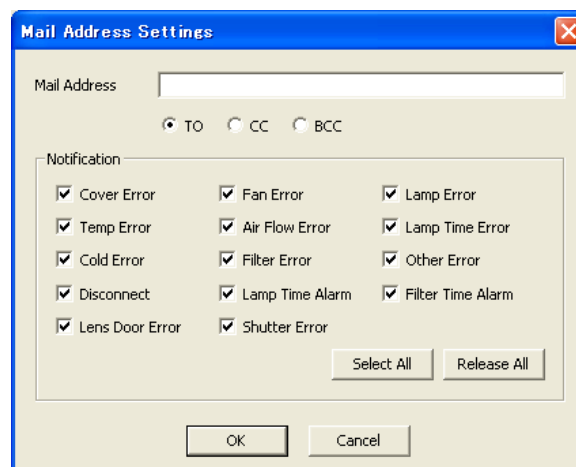 Mail Address Settings
Mail Address
TO CC BCC
Notification
Cover Error Fan Error Lamp Error
Temp Error Air Flow Error Lamp Time Error
Cold Error Filter Error Other Error
Disconnect Lamp Time Alarm Filter Time Alarm
Lens Door Error Shutter Error
Select All Release All
OK Cancel